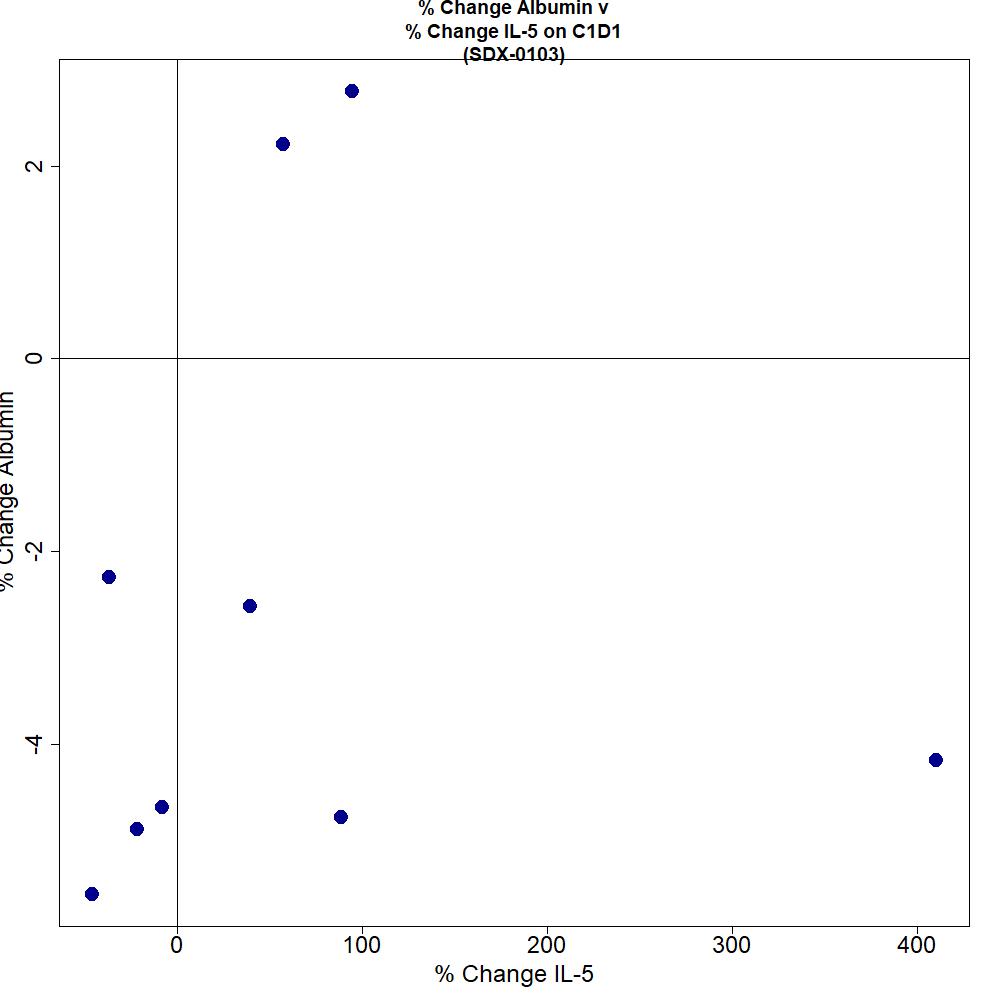 % Change Albumin v
% Change IL-5 on C1D1
(SDX-0103)
2
0
-2
-4
% Change Albumin
0 100 200 300 400
% Change IL-5